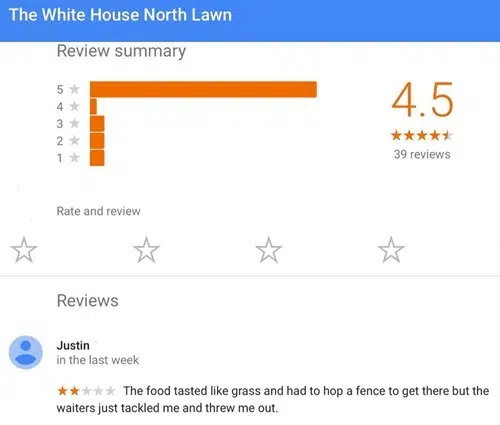 The White House North Lawn
Review summary
5
4
3
2
1
4.5
39 reviews
Rate and review
Reviews
Justin
in the last week
The food tasted like grass and had to hop a fence to get there but the
waiters just tackled me and threw me out.